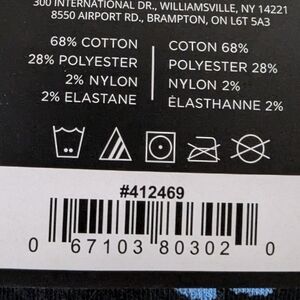 300 INTERNATIONAL DR., WILLIAMSVILLE, NY 14221
8550 AIRPORT RD., BRAMPTON, ON L6T 5A3
68% COTTON
28% POLYESTER
2% NYLON
2% ELASTANE
COTON 68%
POLYESTER 28%
NYLON 2%
ÉLASTHANNE 2%
#412469
0 67103 80302 0